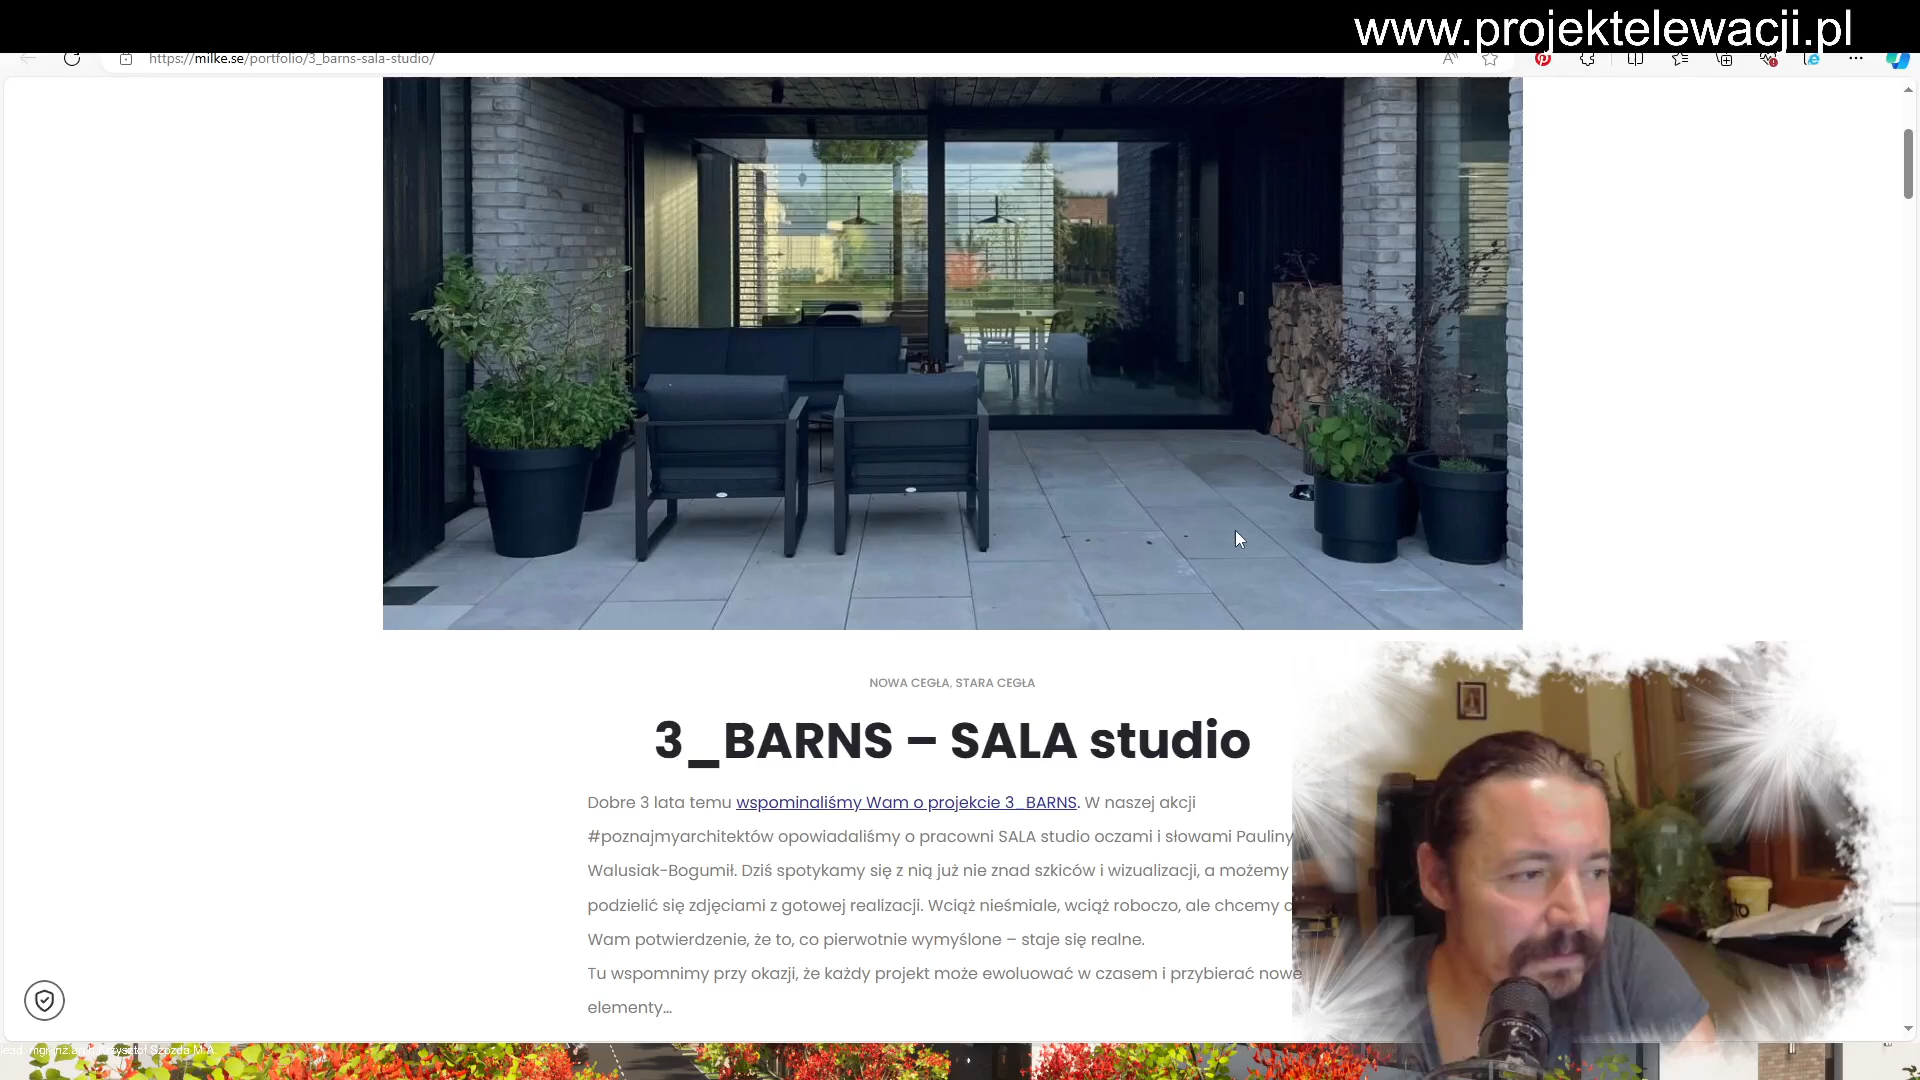 www.projektelewacji.pl
https://milke.se/portfolio/3_barns-sala-studio/
NOWA CEGŁA, STARA CEGŁA
3_BARNS – SALA studio
Dobre 3 lata temu wspominaliśmy Wam o projekcie 3_BARNS. W naszej akcji
#poznajmyarchitektów opowiadaliśmy o pracowni SALA studio oczami i słowami Pauliny
Walusiak-Bogumił. Dziś spotykamy się z nią już nie znad szkiców i wizualizacji, a możemy
podzielić się zdjęciami z gotowej realizacji. Wciąż nieśmiale, wciąż roboczo, ale chcemy
Wam potwierdzenie, że to, co pierwotnie wymyślone – staje się realne.
Tu wspomnimy przy okazji, że każdy projekt może ewoluować w czasem i przybierać nowe
elementy...
Szozda M.A.